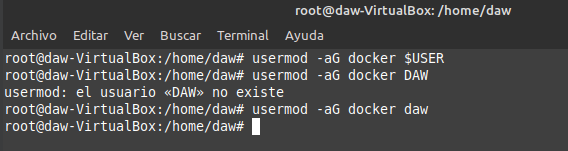 root@daw-VirtualBox: /home/daw
Archivo Editar Ver Buscar Terminal Ayuda
root@daw-VirtualBox:/home/daw# usermod -aG docker $USER
root@daw-VirtualBox:/home/daw# usermod -aG docker DAW
usermod: el usuario «DAW» no existe
root@daw-VirtualBox:/home/daw# usermod -aG docker daw
root@daw-VirtualBox:/home/daw#